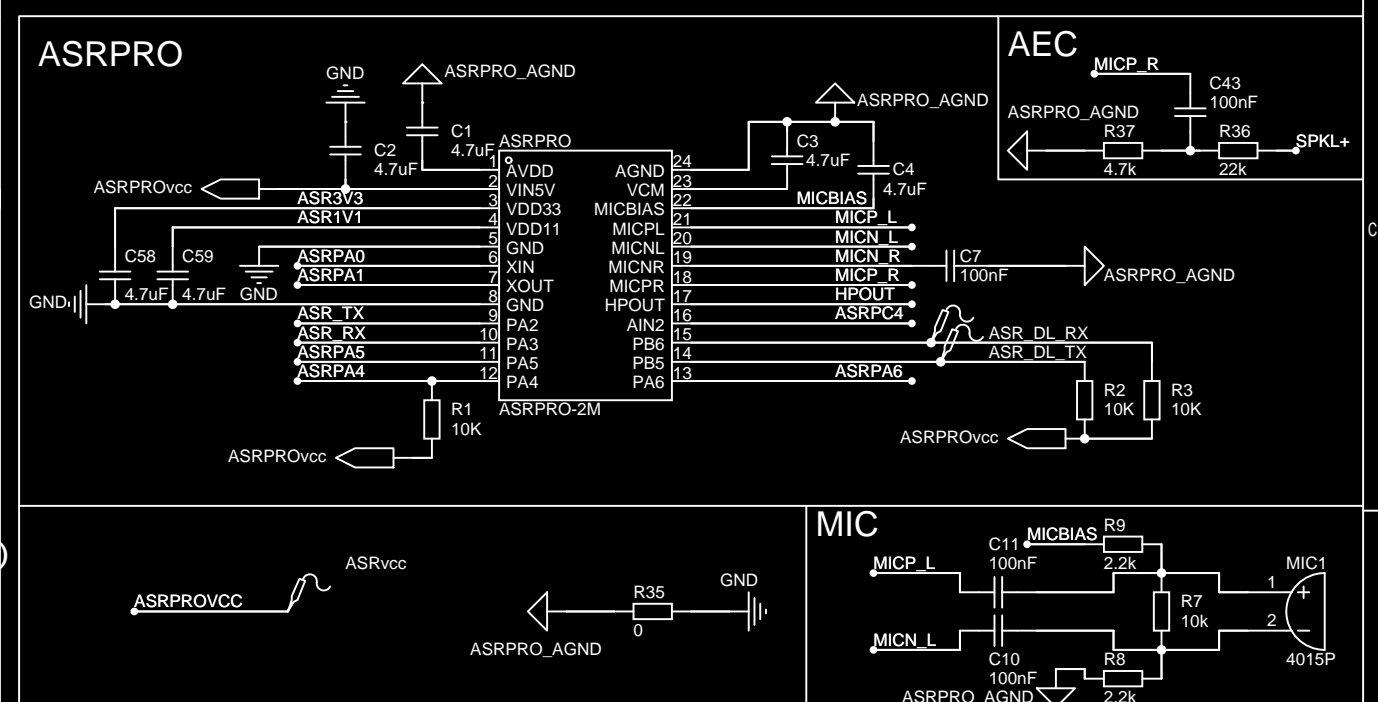 ASRPRO
GND
ASRPRO_AGND
C1
4.7uF
C2
4.7uF
ASRPROvcc
ASR3V3
ASR1V1
C58
4.7uF
C59
4.7uF
GND
GND
ASRPA0
ASRPA1
ASR_TX
ASR_RX
ASRPA5
ASRPA4
R1
10K
ASRPROvcc
ASRPRO
1 AVDD
2 VIN5V
3 VDD33
4 VDD11
5 GND
6 XIN
7 XOUT
8 GND
9 PA2
10 PA3
11 PA5
12 PA4
AGND 24
VCM 23
MICBIAS 22
MICPL 21
MICNL 20
MICNR 19
MICPR 18
HPOUT 17
AIN2 16
PB6 15
PB5 14
PA6 13
ASRPRO-2M
ASRPRO_AGND
C3
4.7uF
C4
4.7uF
MICBIAS
MICP_L
MICN_L
MICN_R
MICP_R
HPOUT
ASRPC4
ASRPA6
C7
100nF
ASRPRO_AGND
ASR_DL_RX
ASR_DL_TX
R2
10K
R3
10K
ASRPROvcc
AEC
MICP_R
C43
100nF
ASRPRO_AGND
R37
4.7k
R36
22k
SPKL+
C
ASRPROVCC
ASRvcc
ASRPRO_AGND
R35
0
GND
MIC
MICP_L
C11
100nF
MICBIAS
R9
2.2k
R7
10k
MIC1
1
+
2
−
4015P
MICN_L
C10
100nF
R8
2.2k
ASRPRO_AGND